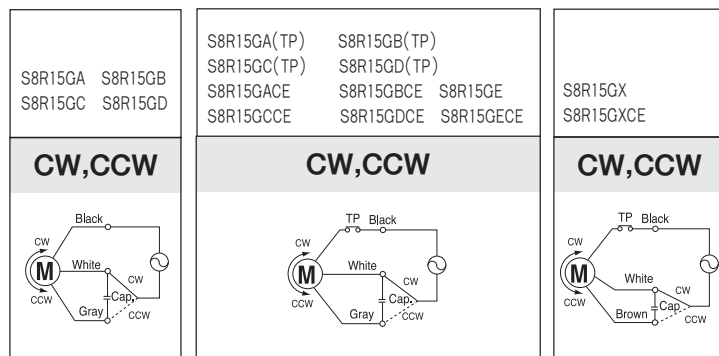 S8R15GA S8R15GB
S8R15GC S8R15GD
CW,CCW
Black
CW
White
M
CW
Cap.
CCW
Gray
CCW
S8R15GA(TP) S8R15GB(TP)
S8R15GC(TP) S8R15GD(TP)
S8R15GACE S8R15GBCE S8R15GE
S8R15GCCE S8R15GDCE S8R15GECE
CW,CCW
TP Black
CW
White
M
CW
Cap.
CCW
Gray
CCW
S8R15GX
S8R15GXCE
CW,CCW
TP Black
CW
M
White
CW
Cap.
CCW
Brown
CCW